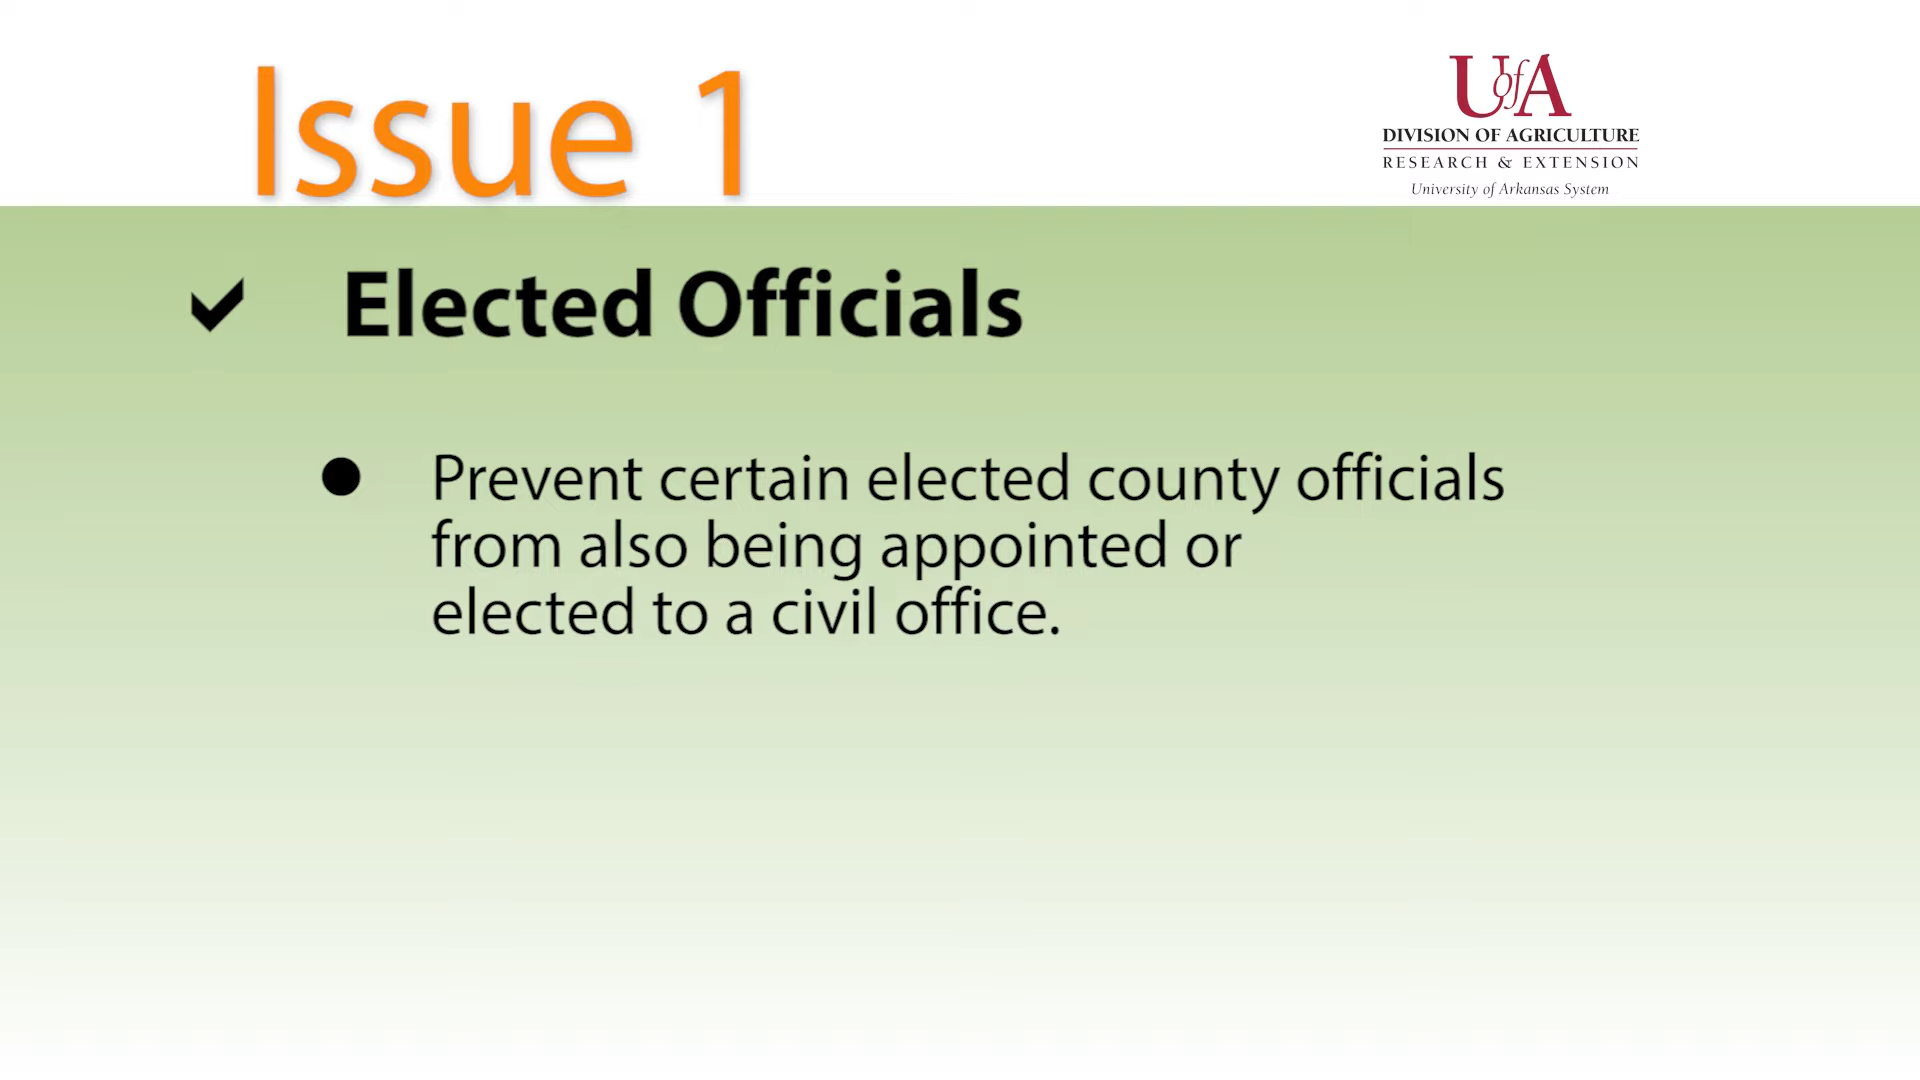 Issue 1
UofA
DIVISION OF AGRICULTURE
RESEARCH & EXTENSION
University of Arkansas System
Elected Officials
Prevent certain elected county officials
from also being appointed or
elected to a civil office.